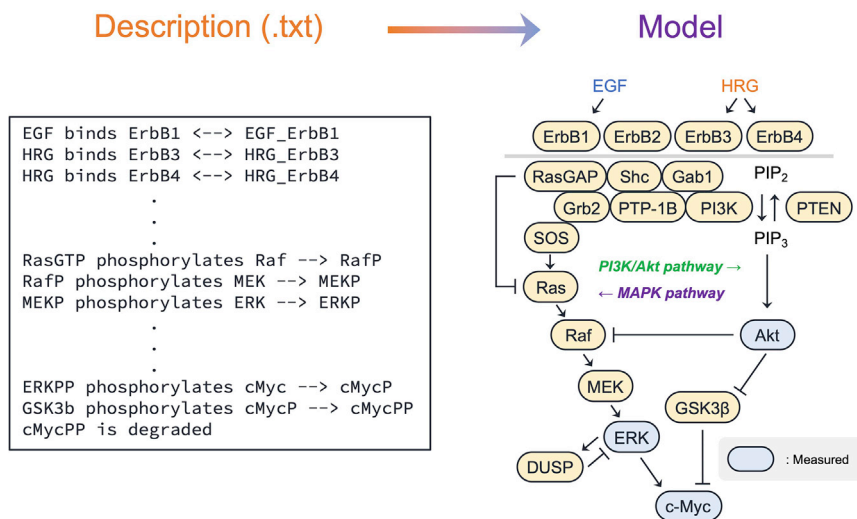 Description (.txt)
Model
EGF binds ErbB1 <--> EGF_ErbB1
HRG binds ErbB3 <--> HRG_ErbB3
HRG binds ErbB4 <--> HRG_ErbB4
.
.
.
RasGTP phosphorylates Raf --> RafP
RafP phosphorylates MEK --> MEKP
MEKP phosphorylates ERK --> ERKP
.
.
.
ERKPP phosphorylates cMyc --> cMycP
GSK3b phosphorylates cMycP --> cMycPP
cMycPP is degraded
EGF
HRG
ErbB1
ErbB2
ErbB3
ErbB4
RasGAP
Shc
Gab1
PIP2
Grb2
PTP-1B
PI3K
PTEN
SOS
PIP3
PI3K/Akt pathway →
Ras
← MAPK pathway
Raf
Akt
MEK
GSK3β
ERK
DUSP
: Measured
c-Myc